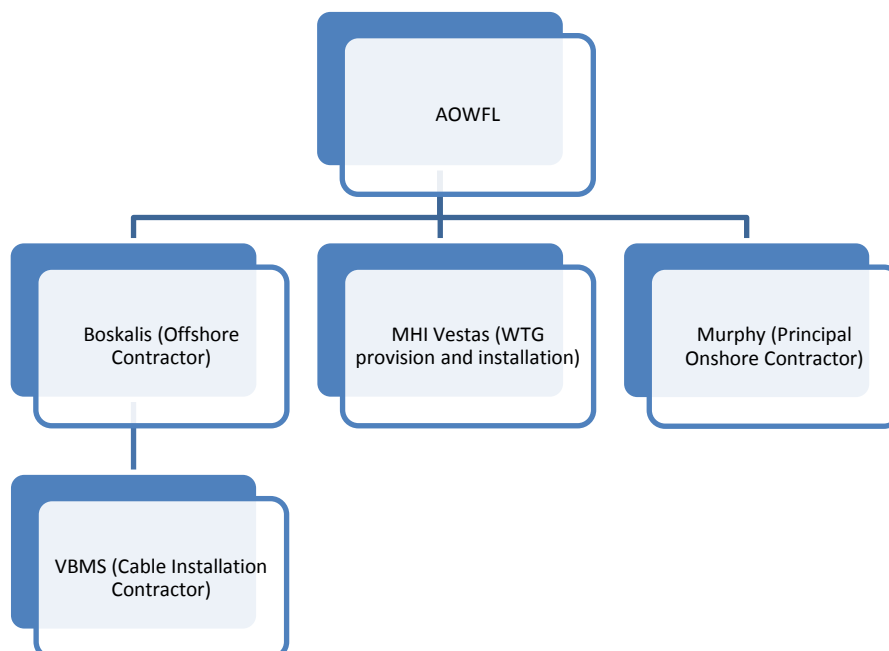 AOWFL
Boskalis (Offshore
Contractor)
MHI Vestas (WTG
provision and installation)
Murphy (Principal
Onshore Contractor)
VBMS (Cable Installation
Contractor)